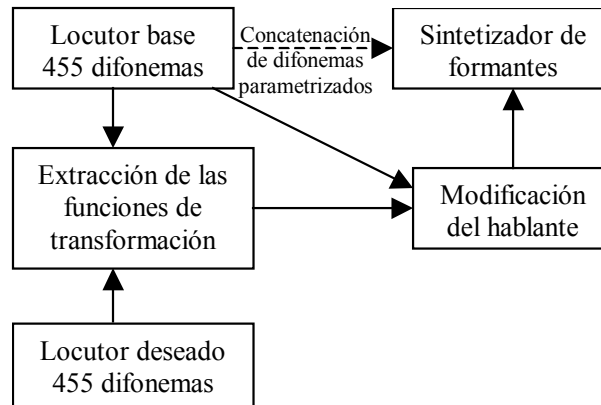 Locutor base
455 difonemas
Concatenación
de difonemas
parametrizados
Sintetizador de
formantes
Extracción de las
funciones de
transformación
Modificación
del hablante
Locutor deseado
455 difonemas